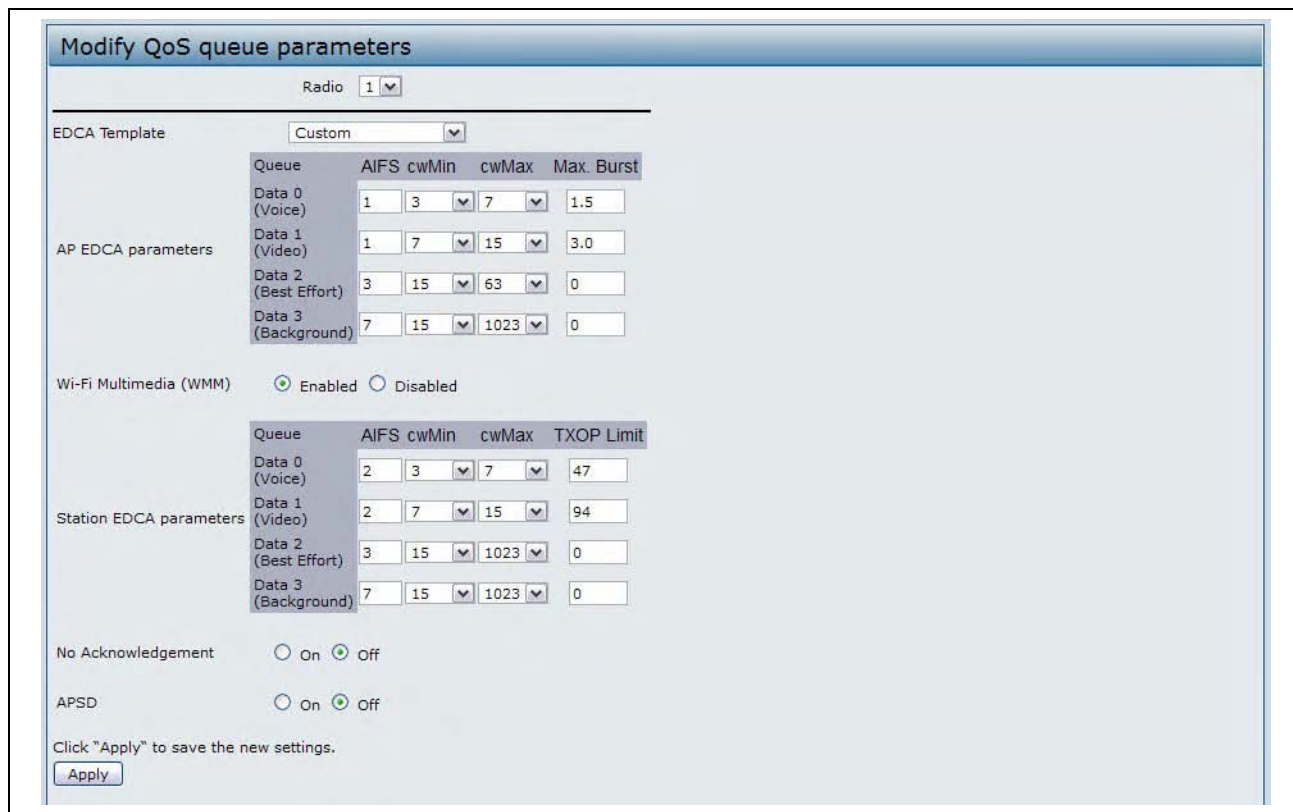 Modify QoS queue parameters
Radio 1
EDCA Template Custom
Queue AIFS cwMin cwMax Max. Burst
Data 0
(Voice) 1 3 7 1.5
Data 1
(Video) 1 7 15 3.0
AP EDCA parameters
Data 2
(Best Effort) 3 15 63 0
Data 3
(Background) 7 15 1023 0
Wi-Fi Multimedia (WMM) Enabled Disabled
Queue AIFS cwMin cwMax TXOP Limit
Data 0
(Voice) 2 3 7 47
Data 1
(Video) 2 7 15 94
Station EDCA parameters
Data 2
(Best Effort) 3 15 1023 0
Data 3
(Background) 7 15 1023 0
No Acknowledgement On Off
APSD On Off
Click "Apply" to save the new settings.
Apply